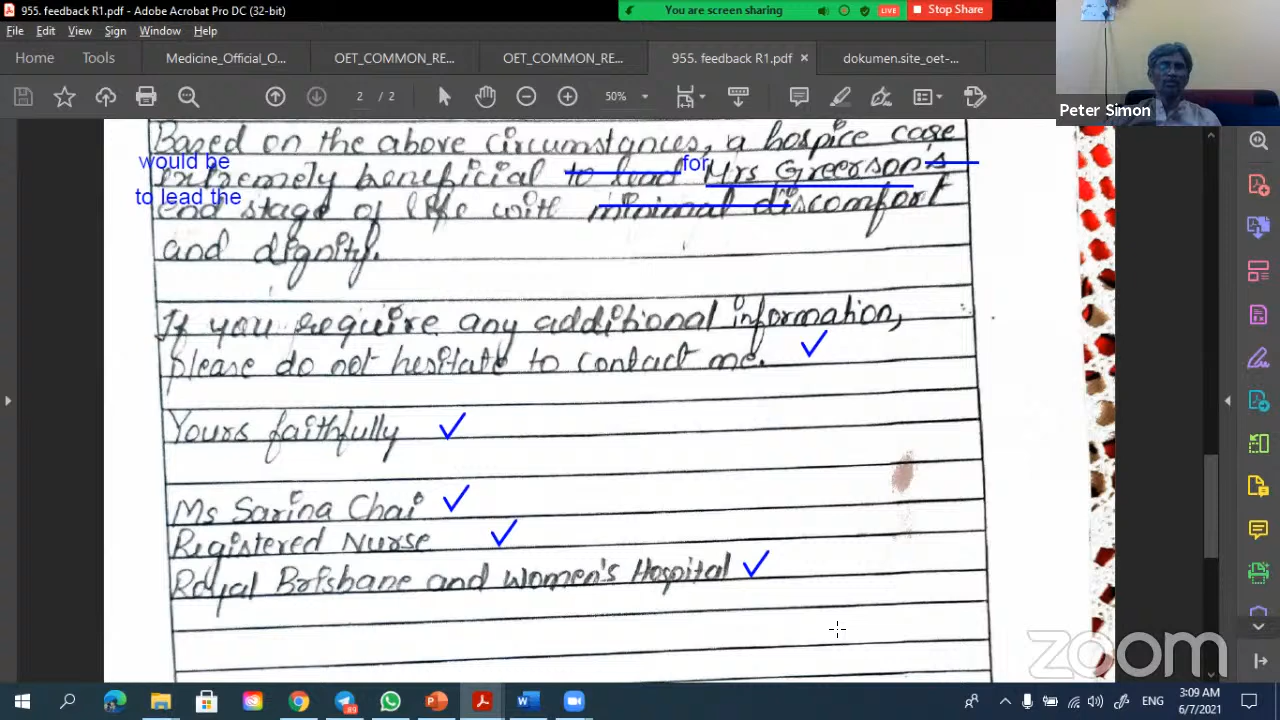 955. feedback R1.pdf - Adobe Acrobat Pro DC (32-bit)
You are screen sharing
LIVE
Stop Share
File Edit View Sign Window Help
Home Tools Medicine_Official_O... OET_COMMON_RE... OET_COMMON_RE... 955. feedback R1.pdf × dokumen.site_oet-...
2 / 2
50%
Peter Simon
Based on the above circumstances, a hospice case
would be for
extremely beneficial to lead Mrs Greerson's
to lead the
end stage of life with minimal discomfort
and dignity.
If you require any additional information,
please do not hesitate to contact me.
Yours faithfully
Ms Sarina Chai
Registered Nurse
Royal Brisbane and Women's Hospital
zoom
89
ENG
3:09 AM
6/7/2021